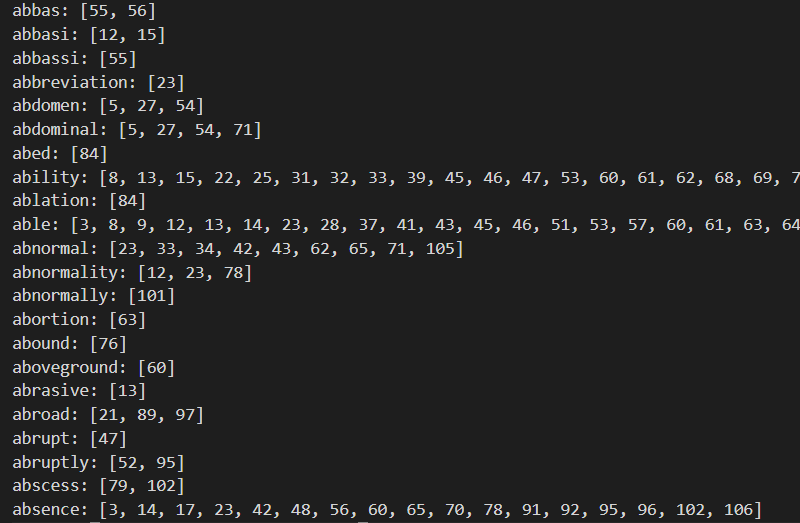 abbas: [55, 56]
abbasi: [12, 15]
abbassi: [55]
abbreviation: [23]
abdomen: [5, 27, 54]
abdominal: [5, 27, 54, 71]
abed: [84]
ability: [8, 13, 15, 22, 25, 31, 32, 33, 39, 45, 46, 47, 53, 60, 61, 62, 68, 69, 7
ablation: [84]
able: [3, 8, 9, 12, 13, 14, 23, 28, 37, 41, 43, 45, 46, 51, 53, 57, 60, 61, 63, 64
abnormal: [23, 33, 34, 42, 43, 62, 65, 71, 105]
abnormality: [12, 23, 78]
abnormally: [101]
abortion: [63]
abound: [76]
aboveground: [60]
abrasive: [13]
abroad: [21, 89, 97]
abrupt: [47]
abruptly: [52, 95]
abscess: [79, 102]
absence: [3, 14, 17, 23, 42, 48, 56, 60, 65, 70, 78, 91, 92, 95, 96, 102, 106]